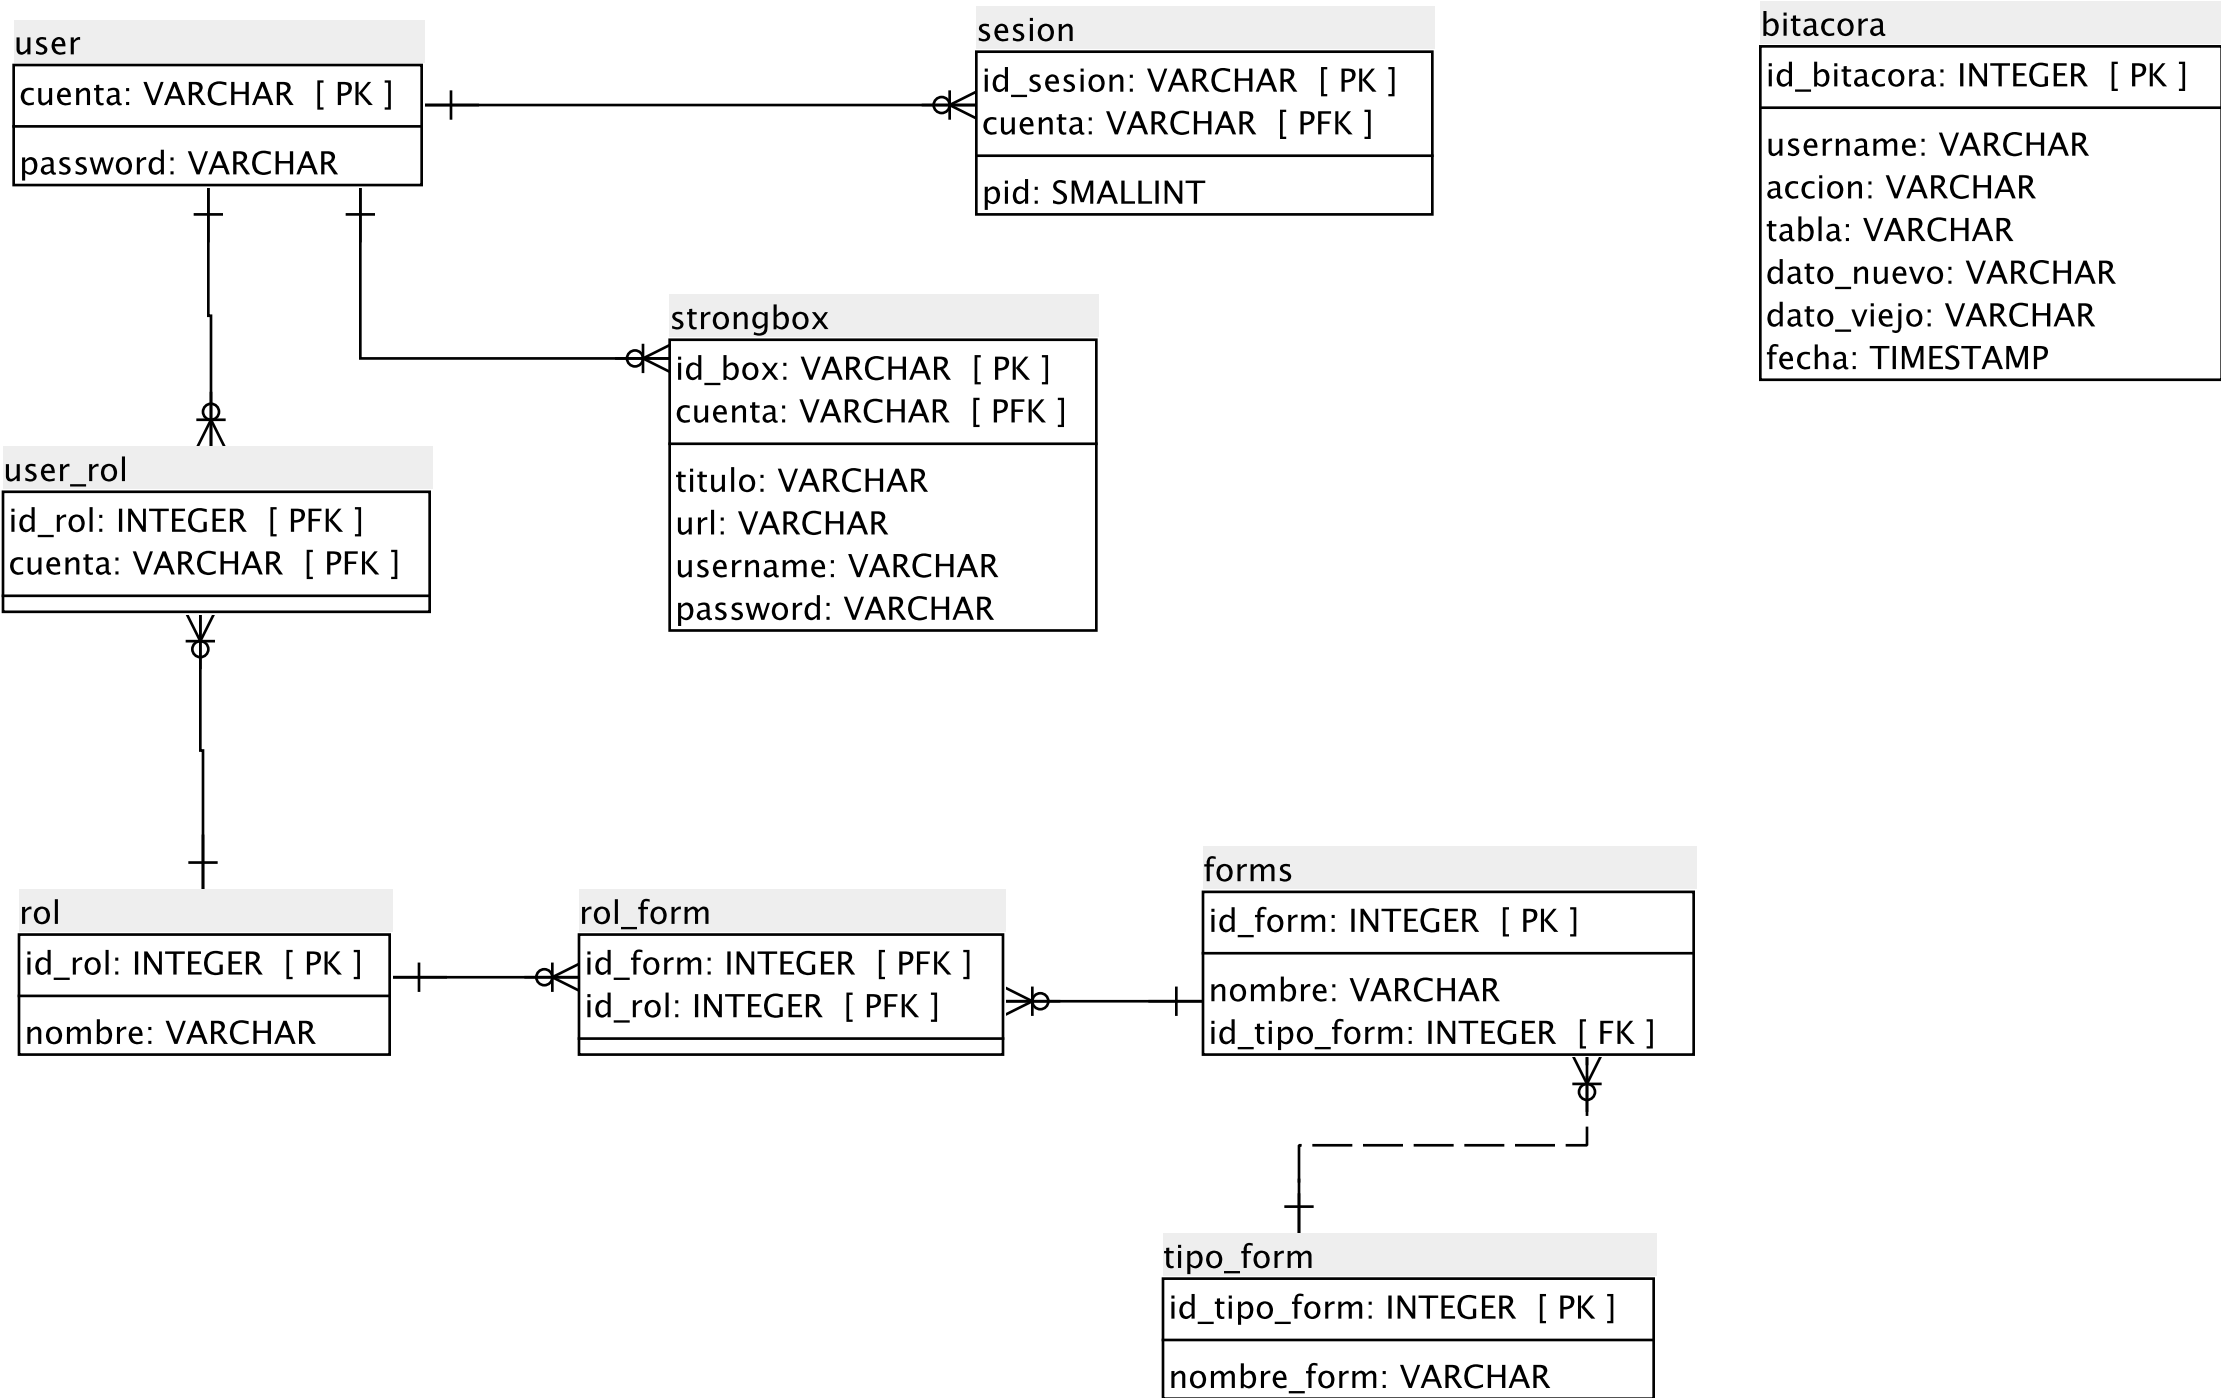 user
cuenta: VARCHAR [ PK ]
password: VARCHAR
sesion
id_sesion: VARCHAR [ PK ]
cuenta: VARCHAR [ PFK ]
pid: SMALLINT
bitacora
id_bitacora: INTEGER [ PK ]
username: VARCHAR
accion: VARCHAR
tabla: VARCHAR
dato_nuevo: VARCHAR
dato_viejo: VARCHAR
fecha: TIMESTAMP
strongbox
id_box: VARCHAR [ PK ]
cuenta: VARCHAR [ PFK ]
titulo: VARCHAR
url: VARCHAR
username: VARCHAR
password: VARCHAR
user_rol
id_rol: INTEGER [ PFK ]
cuenta: VARCHAR [ PFK ]
rol
id_rol: INTEGER [ PK ]
nombre: VARCHAR
rol_form
id_form: INTEGER [ PFK ]
id_rol: INTEGER [ PFK ]
forms
id_form: INTEGER [ PK ]
nombre: VARCHAR
id_tipo_form: INTEGER [ FK ]
tipo_form
id_tipo_form: INTEGER [ PK ]
nombre_form: VARCHAR